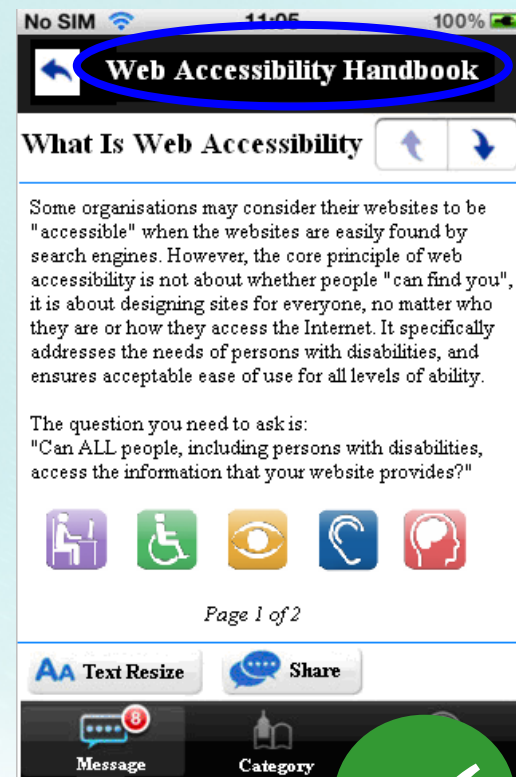 No SIM 11:05 100%
Web Accessibility Handbook
What Is Web Accessibility
Some organisations may consider their websites to be
"accessible" when the websites are easily found by
search engines. However, the core principle of web
accessibility is not about whether people "can find you",
it is about designing sites for everyone, no matter who
they are or how they access the Internet. It specifically
addresses the needs of persons with disabilities, and
ensures acceptable ease of use for all levels of ability.
The question you need to ask is:
"Can ALL people, including persons with disabilities,
access the information that your website provides?"
Page 1 of 2
AA Text Resize Share
8
Message Category